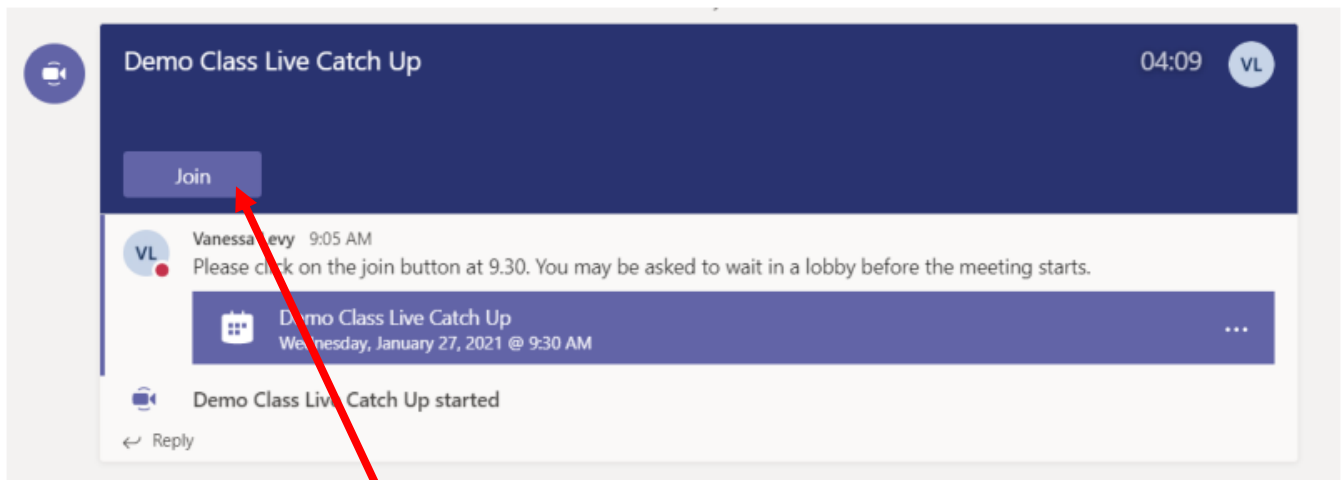 Demo Class Live Catch Up 04:09 VL
Join
Vanessa Levy 9:05 AM
VL
Please click on the join button at 9.30. You may be asked to wait in a lobby before the meeting starts.
Demo Class Live Catch Up
Wednesday, January 27, 2021 @ 9:30 AM
Demo Class Live Catch Up started
Reply